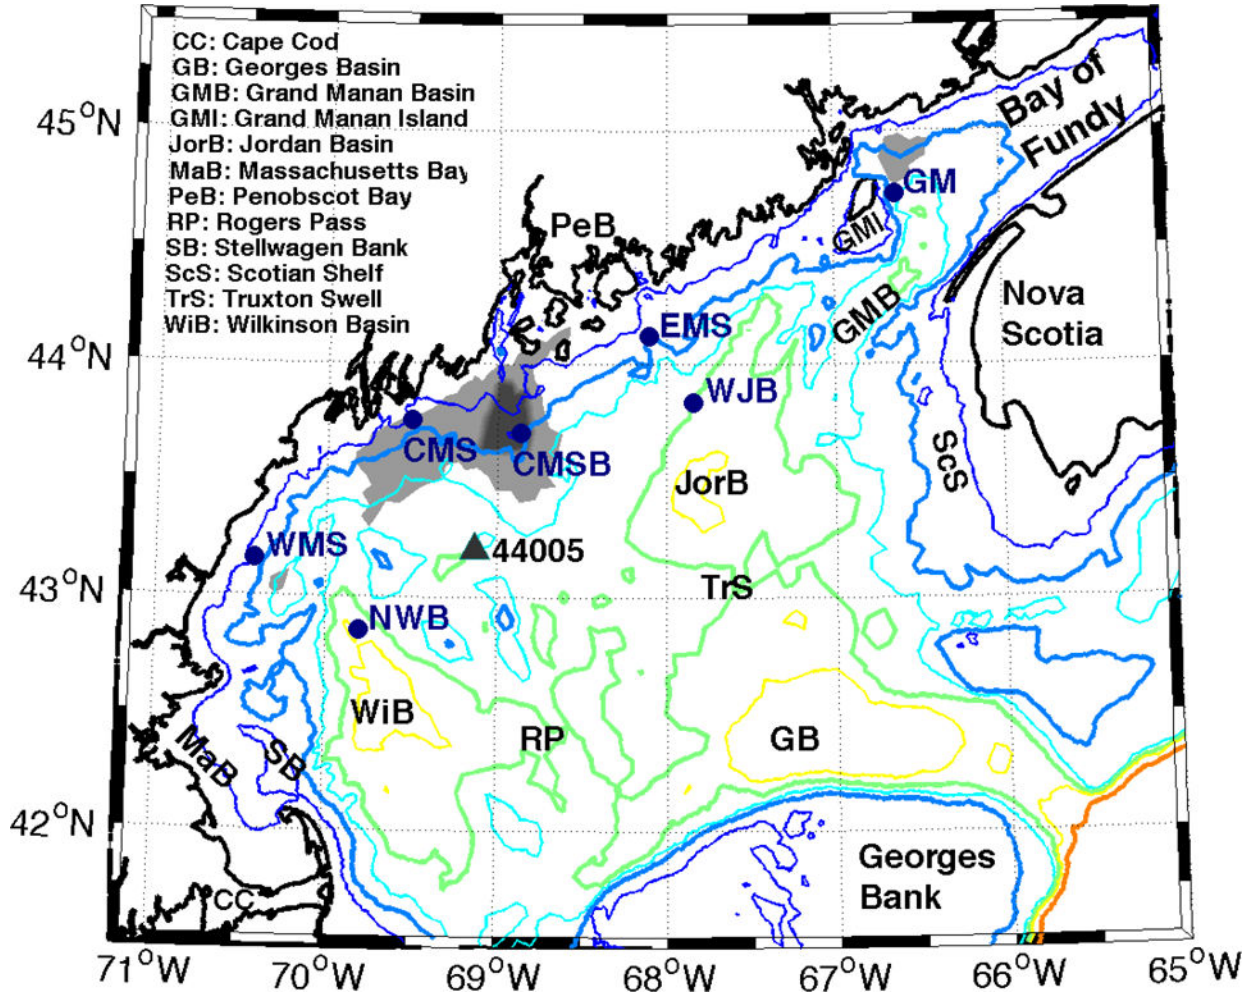 CC: Cape Cod
GB: Georges Basin
GMB: Grand Manan Basin
GMI: Grand Manan Island
JorB: Jordan Basin
MaB: Massachusetts Bay
PeB: Penobscot Bay
RP: Rogers Pass
SB: Stellwagen Bank
ScS: Scotian Shelf
TrS: Truxton Swell
WiB: Wilkinson Basin
45°N
44°N
43°N
42°N
Bay of
Fundy
GM
GMI
PeB
GMB
Nova
Scotia
EMS
WJB
CMS
CMSB
ScS
JorB
WMS
44005
TrS
NWB
WiB
RP
GB
MaB
SB
Georges
Bank
CC
71°W
70°W
69°W
68°W
67°W
66°W
65°W